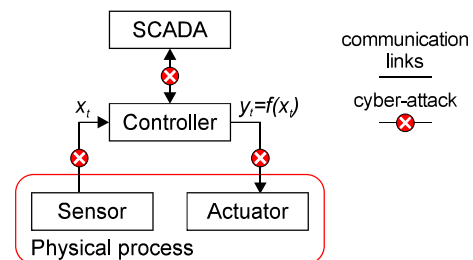 SCADA
communication
links
cyber-attack
xₜ
yₜ=f(xₜ)
Controller
Sensor
Actuator
Physical process